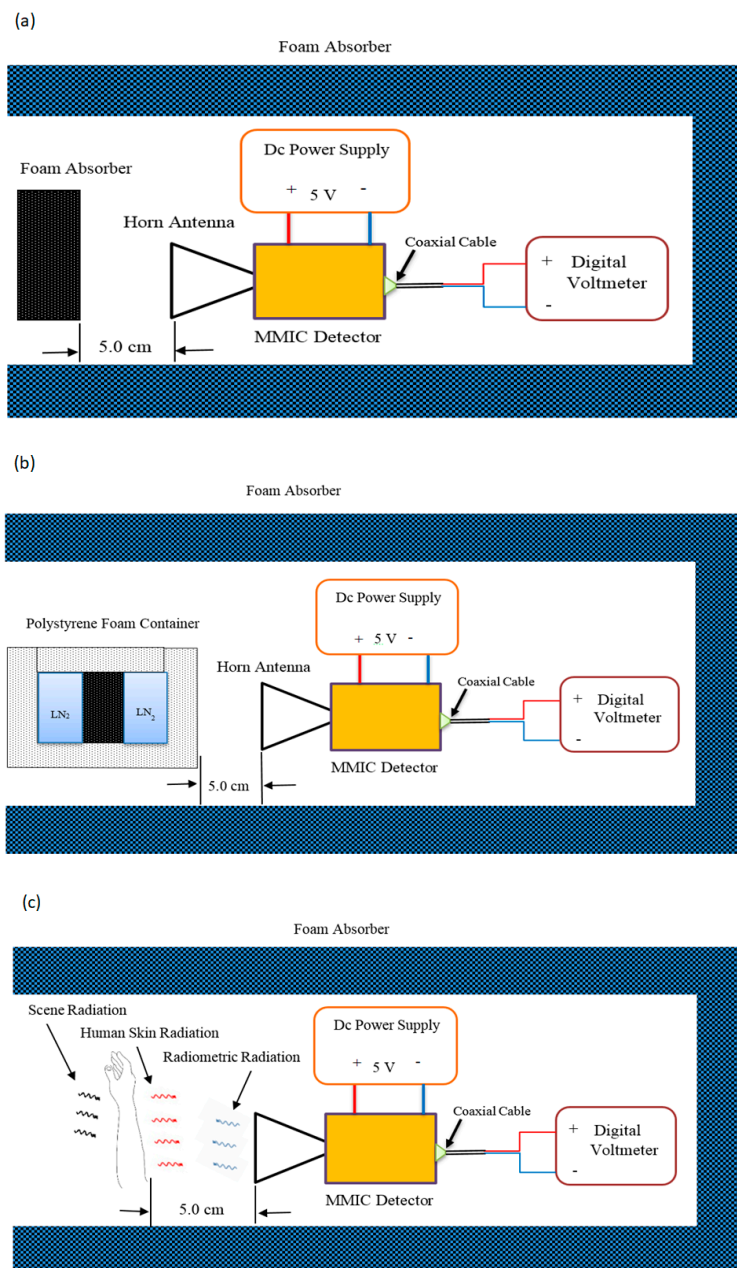 (a)
Foam Absorber
Dc Power Supply
+ 5 V -
Foam Absorber
Horn Antenna
Coaxial Cable
+ Digital
Voltmeter
-
MMIC Detector
5.0 cm
(b)
Foam Absorber
Dc Power Supply
+ 5 V -
Polystyrene Foam Container
Horn Antenna
Coaxial Cable
LN₂
LN₂
+ Digital
Voltmeter
-
MMIC Detector
5.0 cm
(c)
Foam Absorber
Scene Radiation
Human Skin Radiation
Radiometric Radiation
Dc Power Supply
+ 5 V -
Coaxial Cable
+ Digital
Voltmeter
-
MMIC Detector
5.0 cm